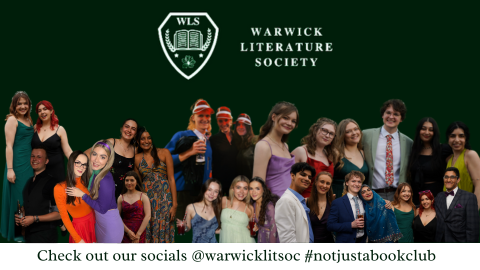 WLS
WARWICK
LITERATURE
SOCIETY
Check out our socials @warwicklitsoc #notjustabookclub